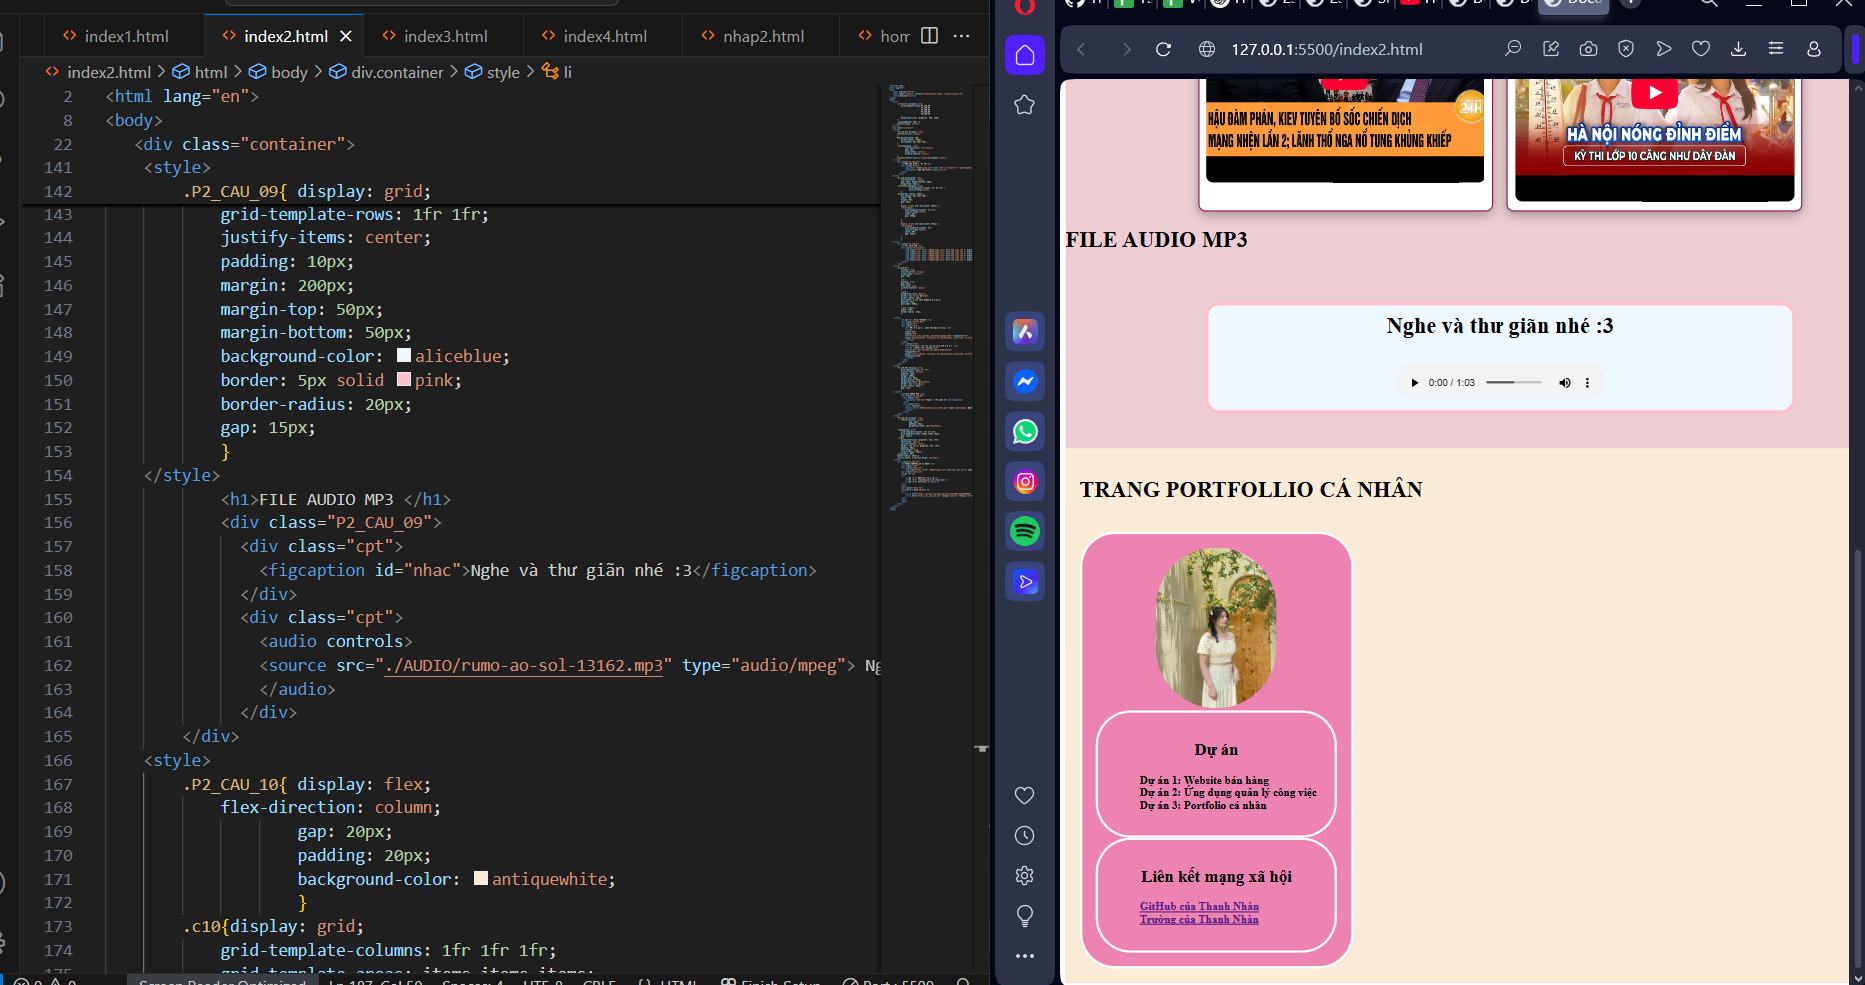 index1.html
index2.html
index3.html
index4.html
nhap2.html
hom
index2.html > html > body > div.container > style > li
2 <html lang="en">
8 <body>
22 <div class="container">
141 <style>
142 .P2_CAU_09{ display: grid;
143 grid-template-rows: 1fr 1fr;
144 justify-items: center;
145 padding: 10px;
146 margin: 200px;
147 margin-top: 50px;
148 margin-bottom: 50px;
149 background-color: aliceblue;
150 border: 5px solid pink;
151 border-radius: 20px;
152 gap: 15px;
153 }
154 </style>
155 <h1>FILE AUDIO MP3 </h1>
156 <div class="P2_CAU_09">
157 <div class="cpt">
158 <figcaption id="nhac">Nghe và thư giãn nhé :3</figcaption>
159 </div>
160 <div class="cpt">
161 <audio controls>
162 <source src="./AUDIO/rumo-ao-sol-13162.mp3" type="audio/mpeg"> Ng
163 </audio>
164 </div>
165 </div>
166 <style>
167 .P2_CAU_10{ display: flex;
168 flex-direction: column;
169 gap: 20px;
170 padding: 20px;
171 background-color: antiquewhite;
172 }
173 .c10{display: grid;
174 grid-template-columns: 1fr 1fr 1fr;
127.0.0.1:5500/index2.html
24H
HẬU ĐÀM PHÁN, KIEV TUYÊN BỐ SỐC CHIẾN DỊCH
MẠNG NHỆN LẦN 2; LÃNH THỔ NGA NỔ TUNG KHỦNG KHIẾP
HÀ NỘI NÓNG ĐỈNH ĐIỂM
KỲ THI LỚP 10 CĂNG NHƯ DÂY ĐÀN
FILE AUDIO MP3
Nghe và thư giãn nhé :3
0:00 / 1:03
TRANG PORTFOLLIO CÁ NHÂN
Dự án
Dự án 1: Website bán hàng
Dự án 2: Ứng dụng quản lý công việc
Dự án 3: Portfolio cá nhân
Liên kết mạng xã hội
GitHub của Thanh Nhàn
Trường của Thanh Nhàn